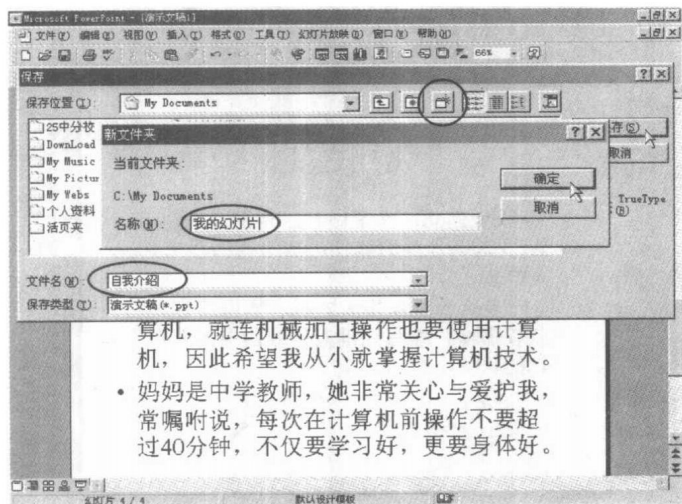 Microsoft PowerPoint - [演示文稿1]
文件(F) 编辑(E) 视图(V) 插入(I) 格式(O) 工具(T) 幻灯片放映(D) 窗口(W) 帮助(H)
66%
保存
保存位置(I): My Documents
25中分校
DownLoad
My Music
My Pictur
My Webs
个人资料
活页夹
存(S)
取消
TrueType
(B)
新文件夹
当前文件夹:
C:\My Documents
名称(N): 我的幻灯片
确定
取消
文件名(N): 自我介绍
保存类型(T): 演示文稿(*.ppt)
算机，就连机械加工操作也要使用计算
机，因此希望我从小就掌握计算机技术。
• 妈妈是中学教师，她非常关心与爱护我，
常嘱咐说，每次在计算机前操作不要超
过40分钟，不仅要学习好，更要身体好。
幻灯片 4 / 4 默认设计模板